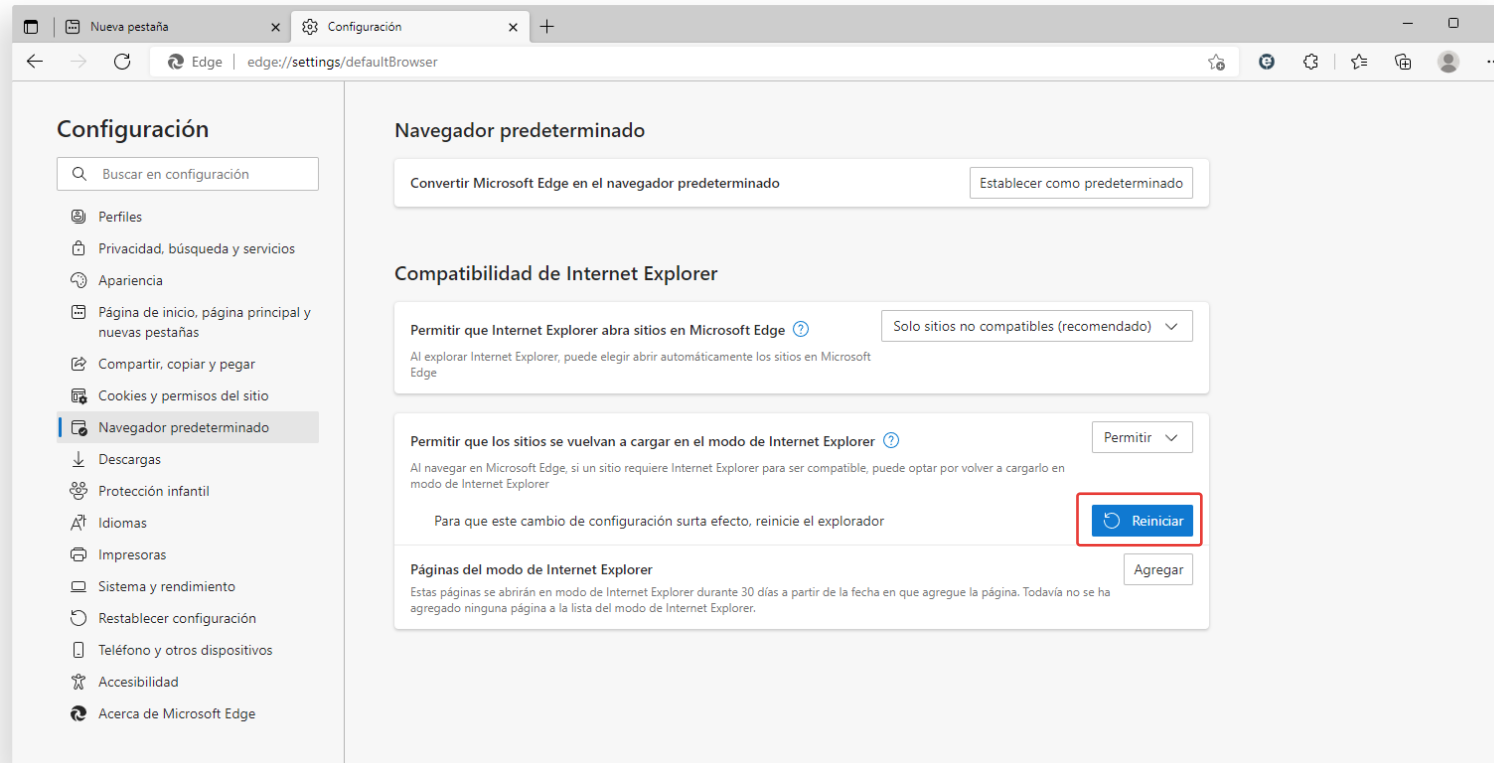 Nueva pestaña
Configuración
Edge
edge://settings/defaultBrowser
Configuración
Buscar en configuración
Perfiles
Privacidad, búsqueda y servicios
Apariencia
Página de inicio, página principal y
nuevas pestañas
Compartir, copiar y pegar
Cookies y permisos del sitio
Navegador predeterminado
Descargas
Protección infantil
Idiomas
Impresoras
Sistema y rendimiento
Restablecer configuración
Teléfono y otros dispositivos
Accesibilidad
Acerca de Microsoft Edge
Navegador predeterminado
Convertir Microsoft Edge en el navegador predeterminado
Establecer como predeterminado
Compatibilidad de Internet Explorer
Permitir que Internet Explorer abra sitios en Microsoft Edge
Solo sitios no compatibles (recomendado)
Al explorar Internet Explorer, puede elegir abrir automáticamente los sitios en Microsoft
Edge
Permitir que los sitios se vuelvan a cargar en el modo de Internet Explorer
Permitir
Al navegar en Microsoft Edge, si un sitio requiere Internet Explorer para ser compatible, puede optar por volver a cargarlo en
modo de Internet Explorer
Para que este cambio de configuración surta efecto, reinicie el explorador
Reiniciar
Páginas del modo de Internet Explorer
Agregar
Estas páginas se abrirán en modo de Internet Explorer durante 30 días a partir de la fecha en que agregue la página. Todavía no se ha
agregado ninguna página a la lista del modo de Internet Explorer.